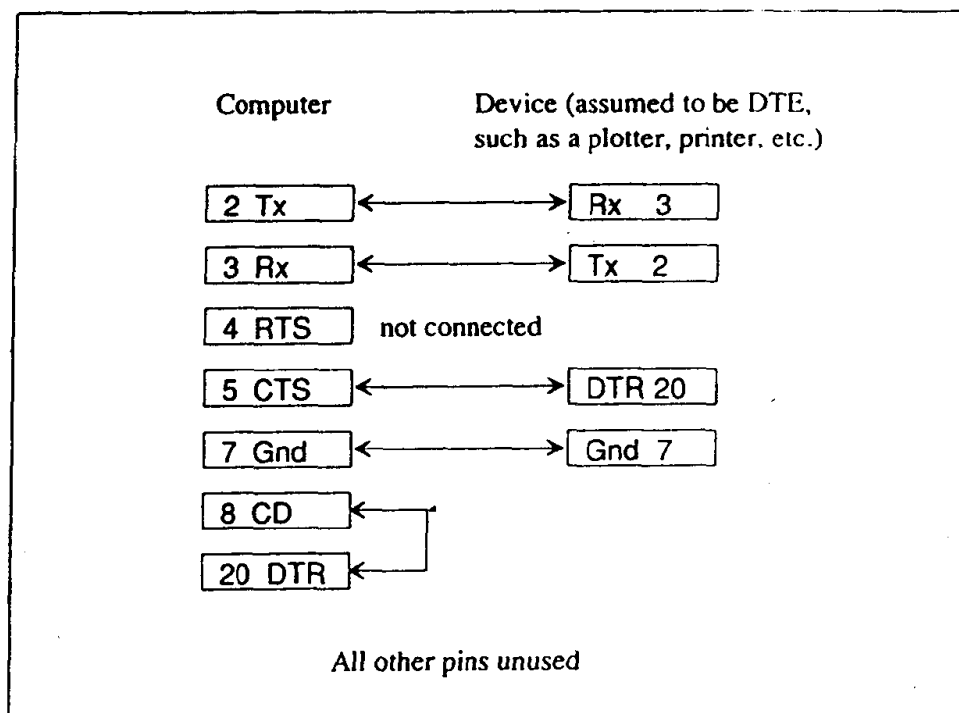 Computer Device (assumed to be DTE,
such as a plotter, printer, etc.)
2 Tx Rx 3
3 Rx Tx 2
4 RTS not connected
5 CTS DTR 20
7 Gnd Gnd 7
8 CD
20 DTR
All other pins unused